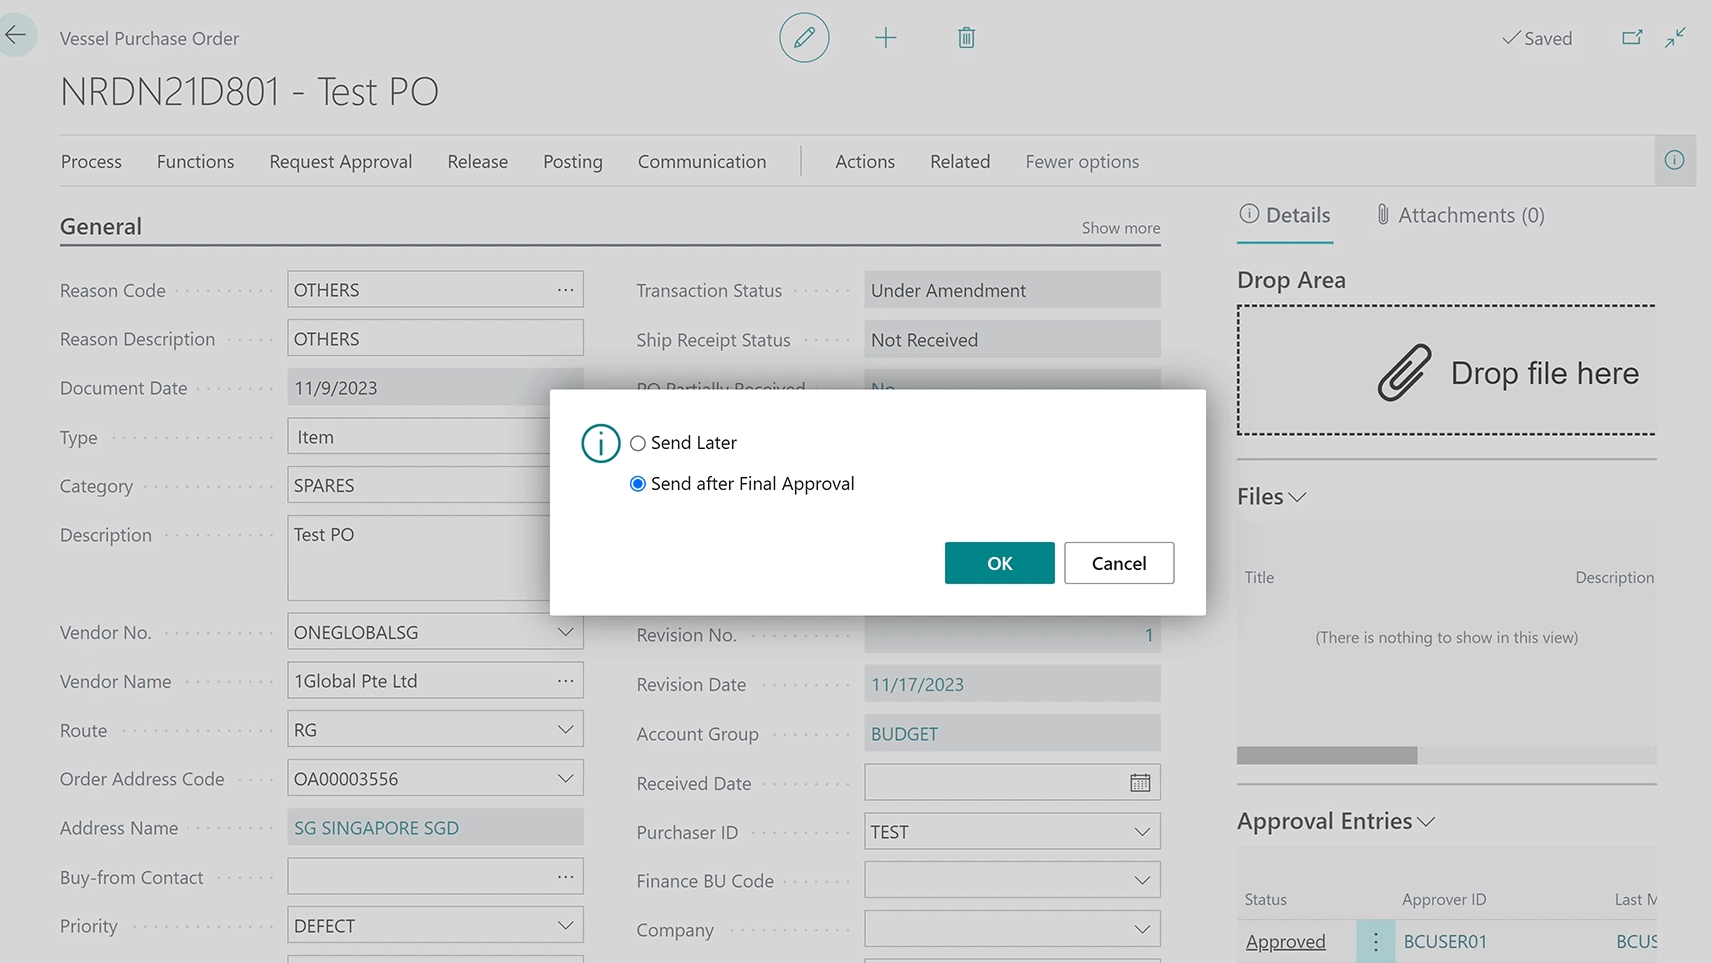 Vessel Purchase Order
Saved
NRDN21D801 - Test PO
Process Functions Request Approval Release Posting Communication Actions Related Fewer options
General Show more
Reason Code OTHERS ...
Reason Description OTHERS
Document Date 11/9/2023
Type Item
Category SPARES
Description Test PO
Vendor No. ONEGLOBALSG
Vendor Name 1Global Pte Ltd ...
Route RG
Order Address Code OA00003556
Address Name SG SINGAPORE SGD
Buy-from Contact ...
Priority DEFECT
Transaction Status Under Amendment
Ship Receipt Status Not Received
PO Partially Received No
Send Later
Send after Final Approval
OK Cancel
Revision No. 1
Revision Date 11/17/2023
Account Group BUDGET
Received Date
Purchaser ID TEST
Finance BU Code
Company
Details Attachments (0)
Drop Area
Drop file here
Files
Title Description
(There is nothing to show in this view)
Approval Entries
Status Approver ID Last M
Approved BCUSER01 BCUS